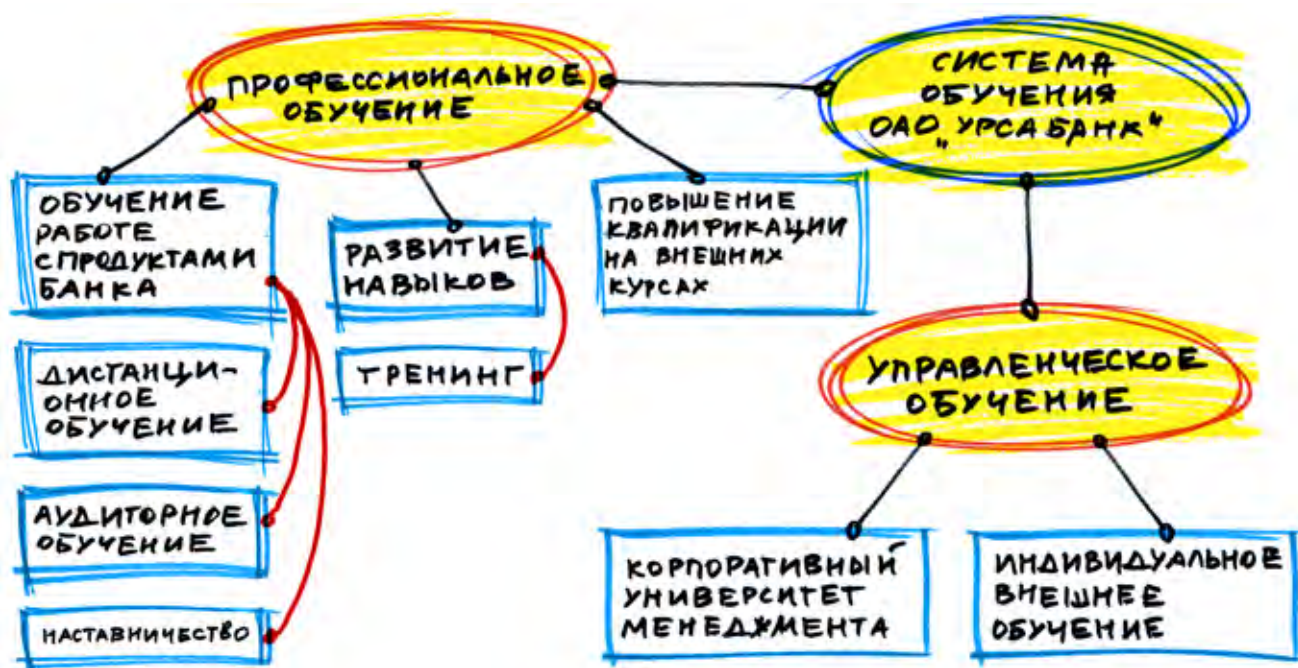 ПРОФЕССИОНАЛЬНОЕ
ОБУЧЕНИЕ
СИСТЕМА
ОБУЧЕНИЯ
ОАО „УРСА БАНК“
ОБУЧЕНИЕ
РАБОТЕ
С ПРОДУКТАМИ
БАНКА
РАЗВИТИЕ
НАВЫКОВ
ПОВЫШЕНИЕ
КВАЛИФИКАЦИИ
НА ВНЕШНИХ
КУРСАХ
ДИСТАНЦИ-
ОННОЕ
ОБУЧЕНИЕ
ТРЕНИНГ
АУДИТОРНОЕ
ОБУЧЕНИЕ
НАСТАВНИЧЕСТВО
УПРАВЛЕНЧЕСКОЕ
ОБУЧЕНИЕ
КОРПОРАТИВНЫЙ
УНИВЕРСИТЕТ
МЕНЕДЖМЕНТА
ИНДИВИДУАЛЬНОЕ
ВНЕШНЕЕ
ОБУЧЕНИЕ